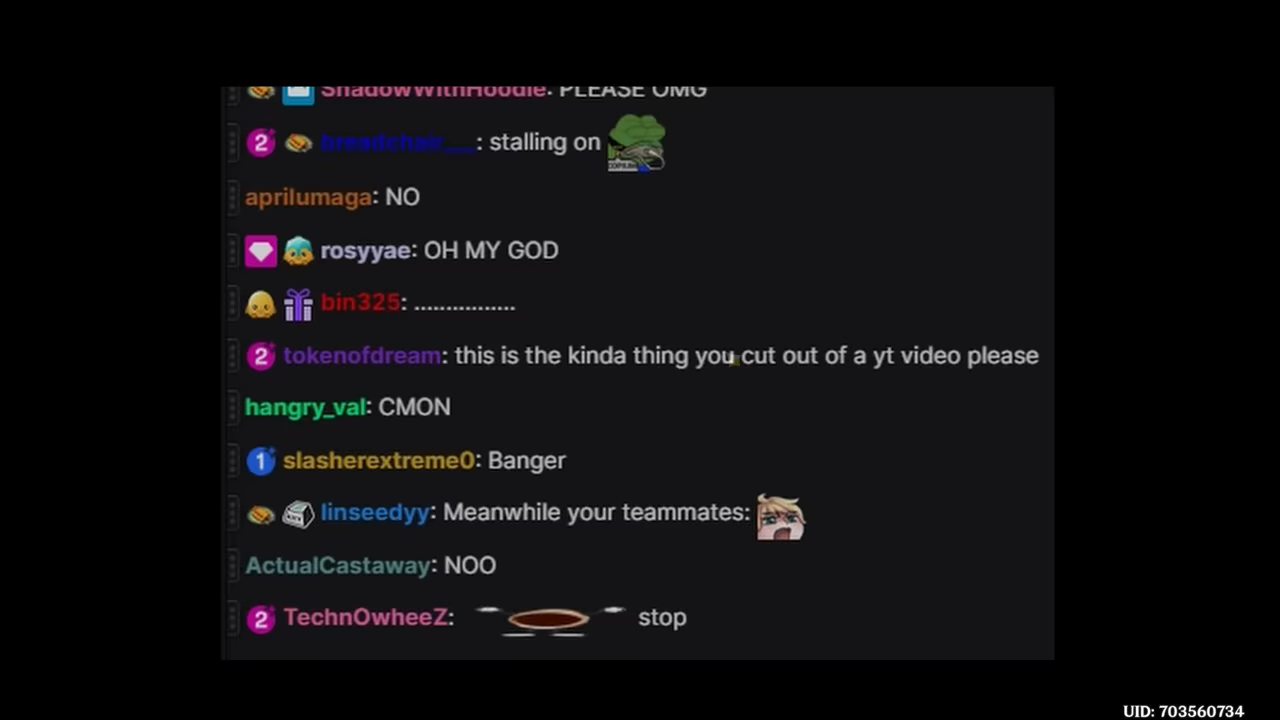 ShadowWithHoodie: PLEASE OMG
2 breadchair___: stalling on
aprilumaga: NO
rosyyae: OH MY GOD
bin325: ................
2 tokenofdream: this is the kinda thing you cut out of a yt video please
hangry_val: CMON
1 slasherextreme0: Banger
linseedyy: Meanwhile your teammates:
ActualCastaway: NOO
2 TechnOwheeZ: stop
UID: 703560734